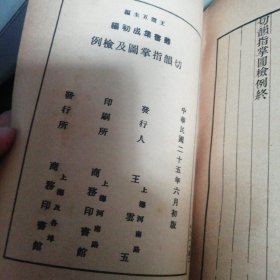 切韻指掌圖檢例終
王雲五主編
叢書集成初編
切韻指掌圖及檢例
中華民國二十五年六月初版
發行人
上海河南路
王雲五
印刷所
上海河南路
商務印書館
發行所
上海及各埠
商務印書館